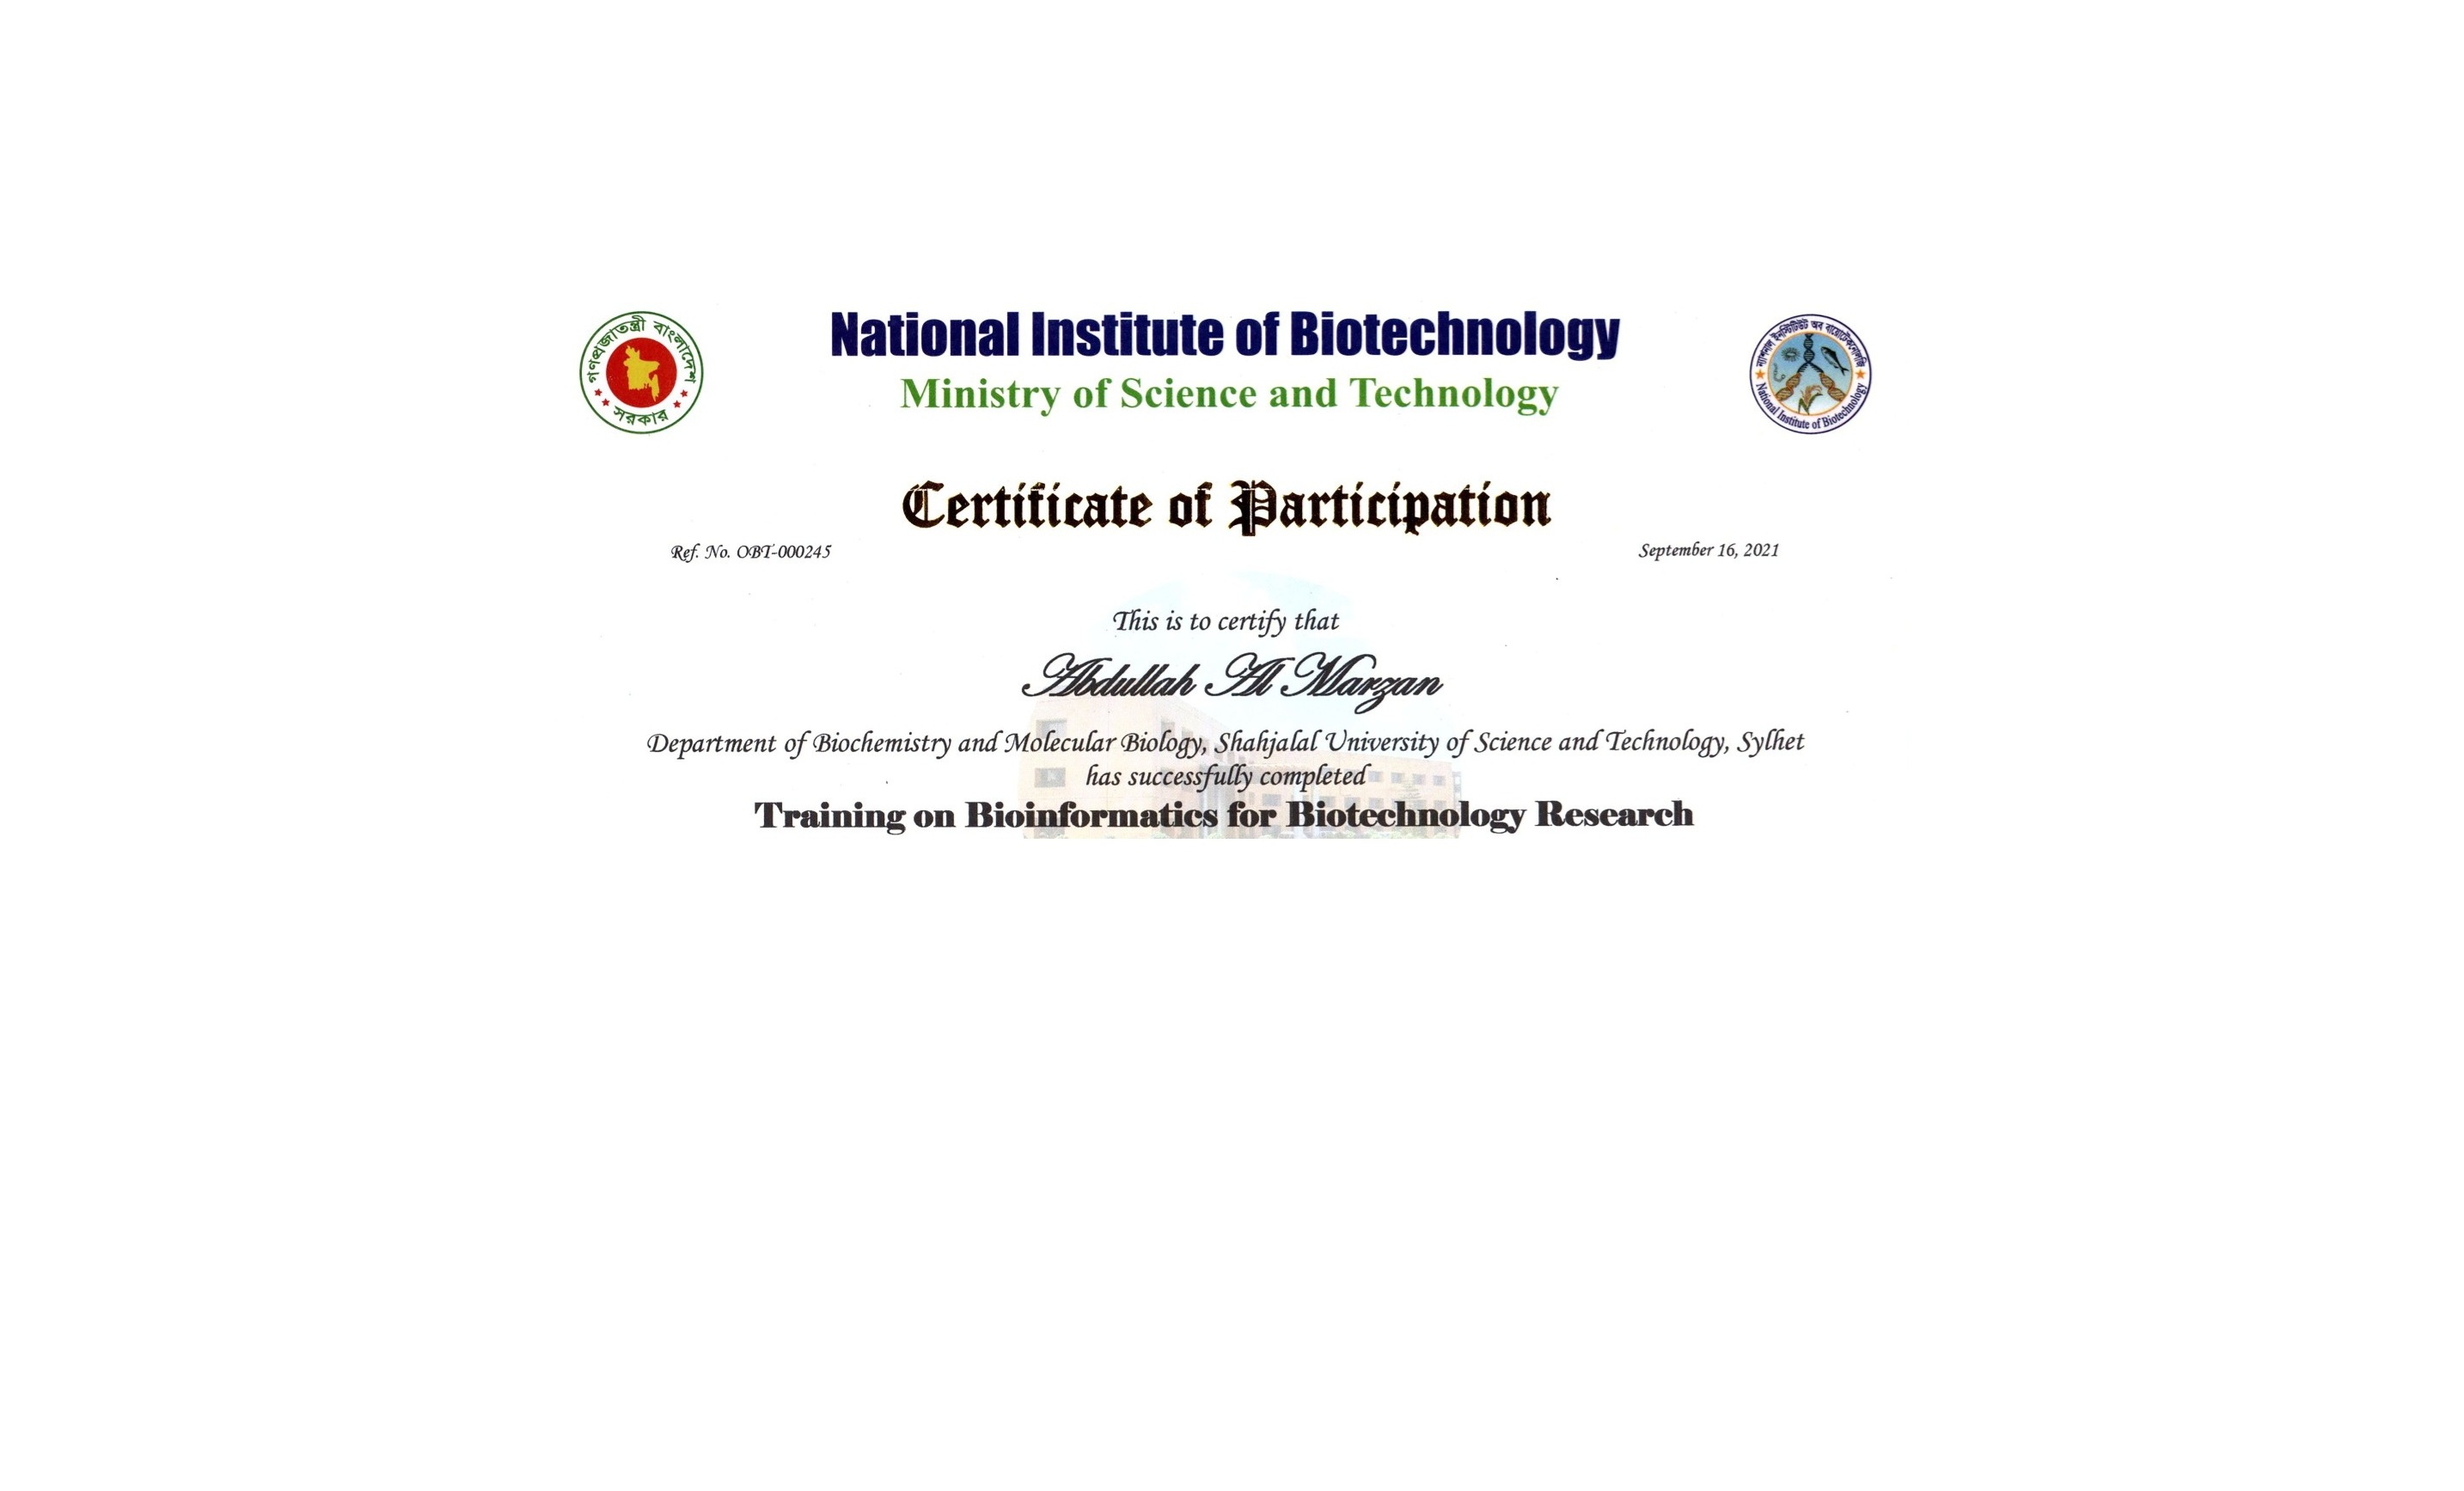 গণপ্রজাতন্ত্রী বাংলাদেশ
সরকার
National Institute of Biotechnology
Ministry of Science and Technology
ন্যাশনাল ইনস্টিটিউট অব বায়োটেকনোলজি
National Institute of Biotechnology
Certificate of Participation
Ref. No. OBT-000245
September 16, 2021
This is to certify that
Abdullah Al Marzan
Department of Biochemistry and Molecular Biology, Shahjalal University of Science and Technology, Sylhet
has successfully completed
Training on Bioinformatics for Biotechnology Research